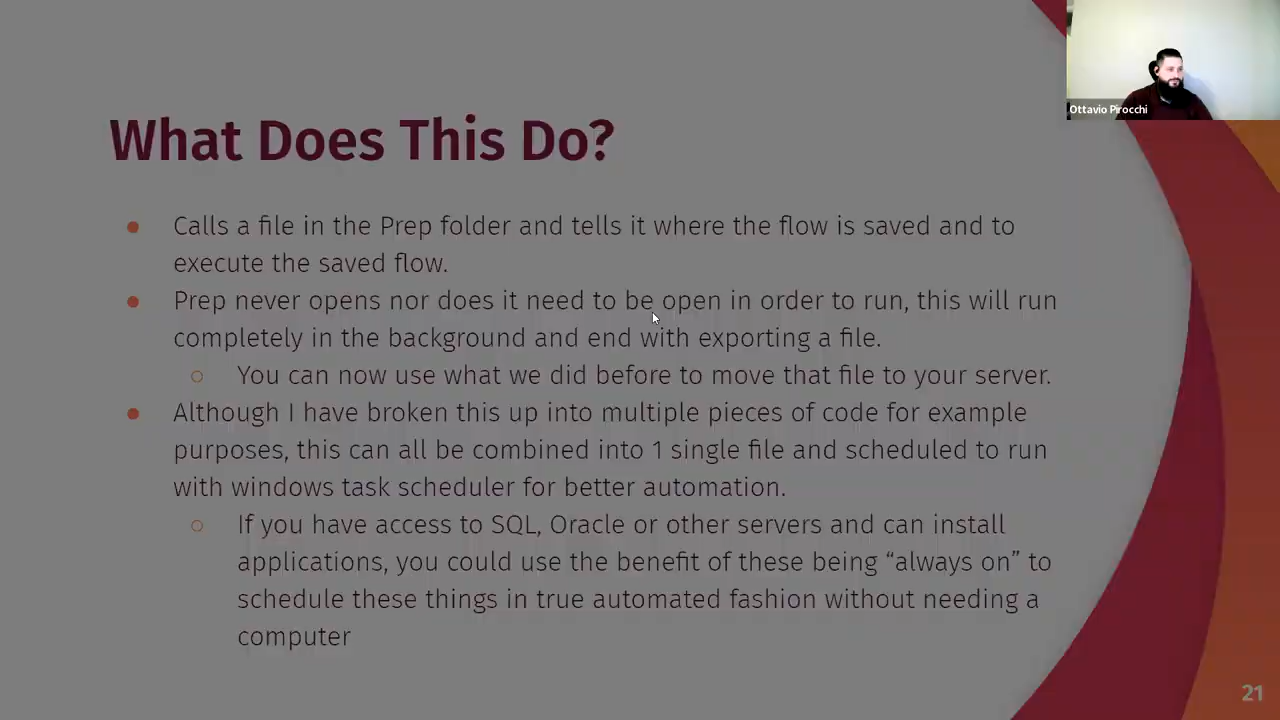 Ottavio Pirocchi
What Does This Do?
● Calls a file in the Prep folder and tells it where the flow is saved and to
execute the saved flow.
● Prep never opens nor does it need to be open in order to run, this will run
completely in the background and end with exporting a file.
○ You can now use what we did before to move that file to your server.
● Although I have broken this up into multiple pieces of code for example
purposes, this can all be combined into 1 single file and scheduled to run
with windows task scheduler for better automation.
○ If you have access to SQL, Oracle or other servers and can install
applications, you could use the benefit of these being “always on” to
schedule these things in true automated fashion without needing a
computer
21